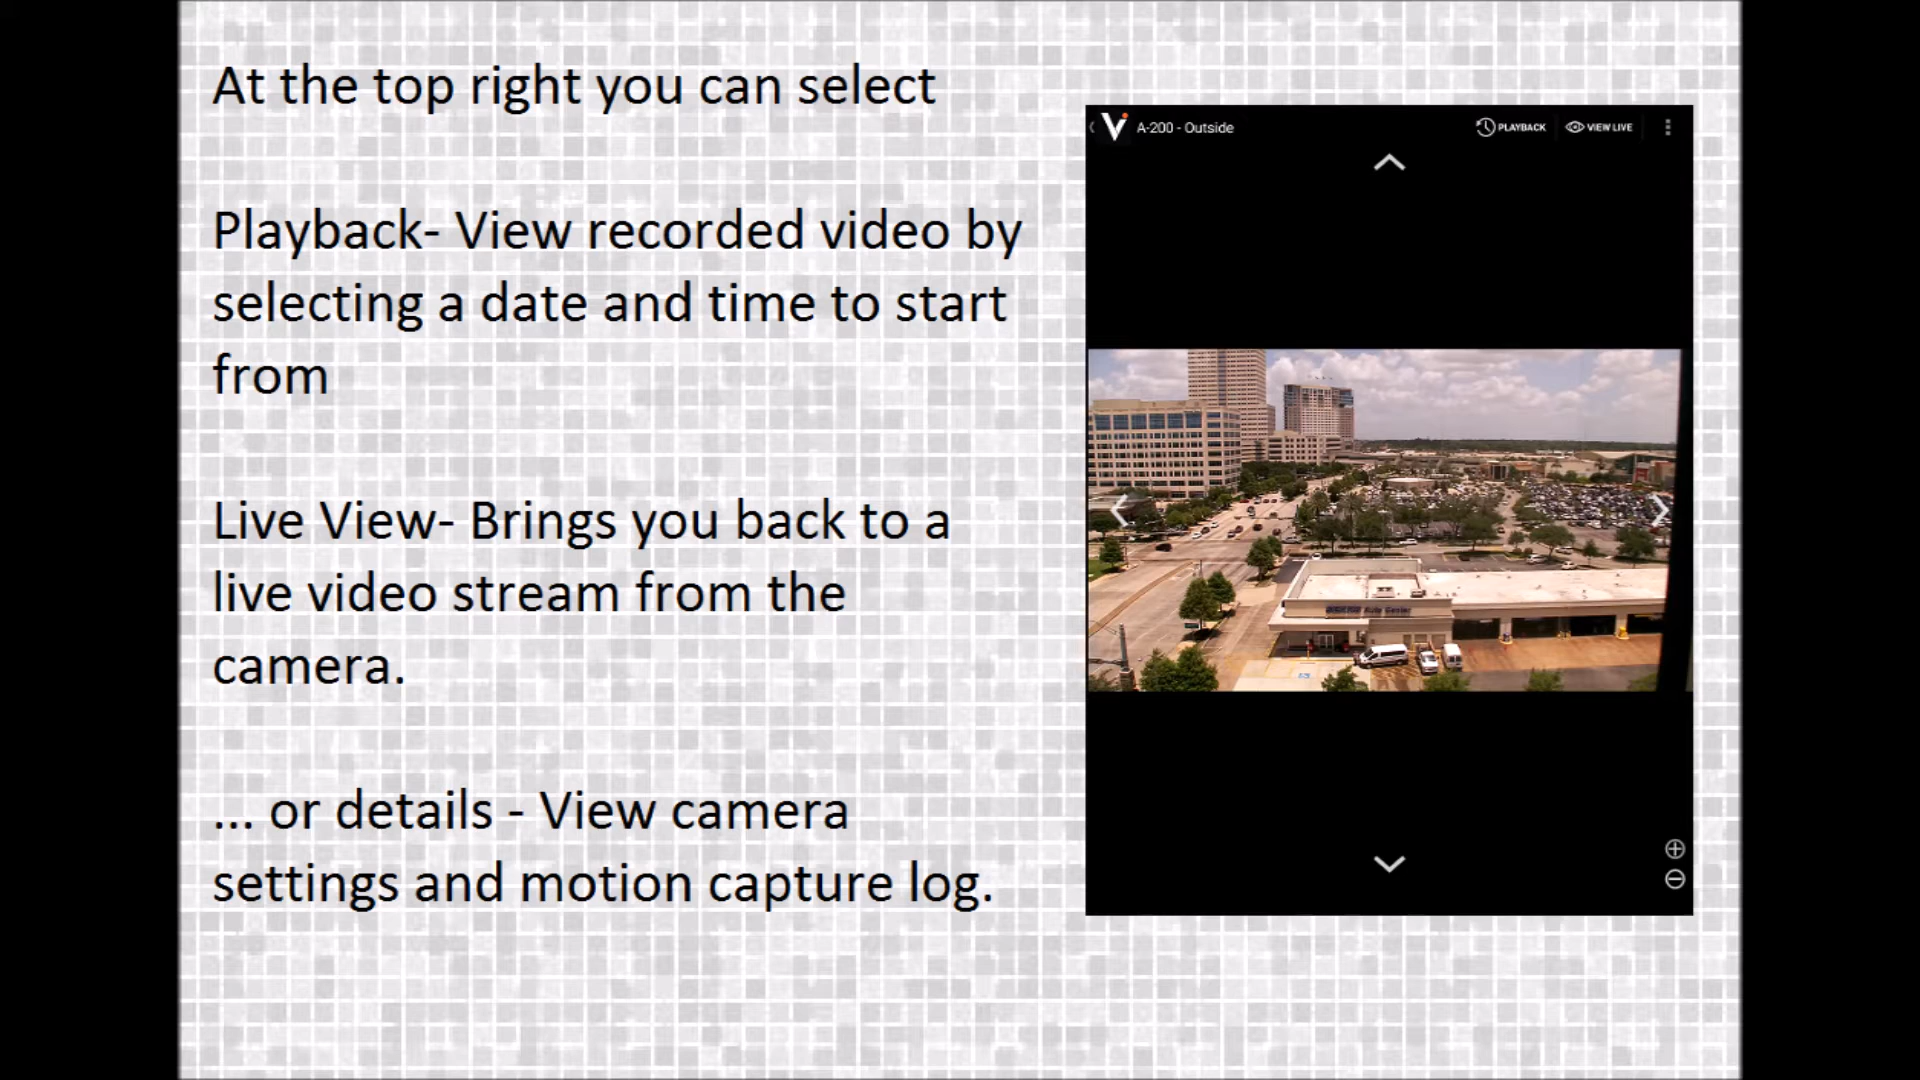 At the top right you can select
Playback- View recorded video by
selecting a date and time to start
from
Live View- Brings you back to a
live video stream from the
camera.
... or details - View camera
settings and motion capture log.
A-200 - Outside
PLAYBACK
VIEW LIVE
Auto Center